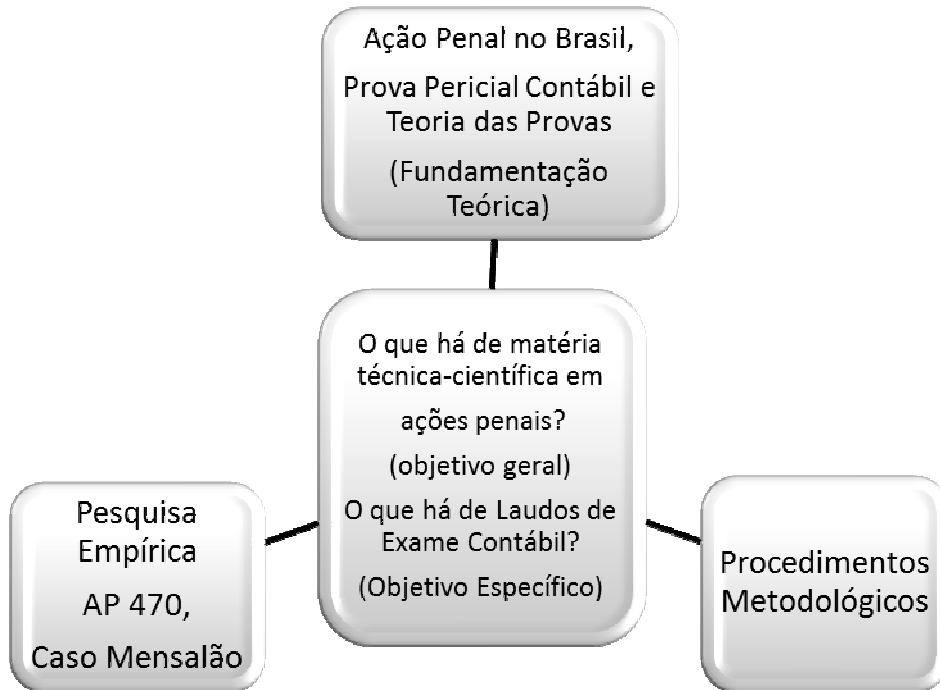 Ação Penal no Brasil,
Prova Pericial Contábil e
Teoria das Provas
(Fundamentação
Teórica)
O que há de matéria
técnica-científica em
ações penais?
(objetivo geral)
O que há de Laudos de
Exame Contábil?
(Objetivo Específico)
Pesquisa
Empírica
AP 470,
Caso Mensalão
Procedimentos
Metodológicos